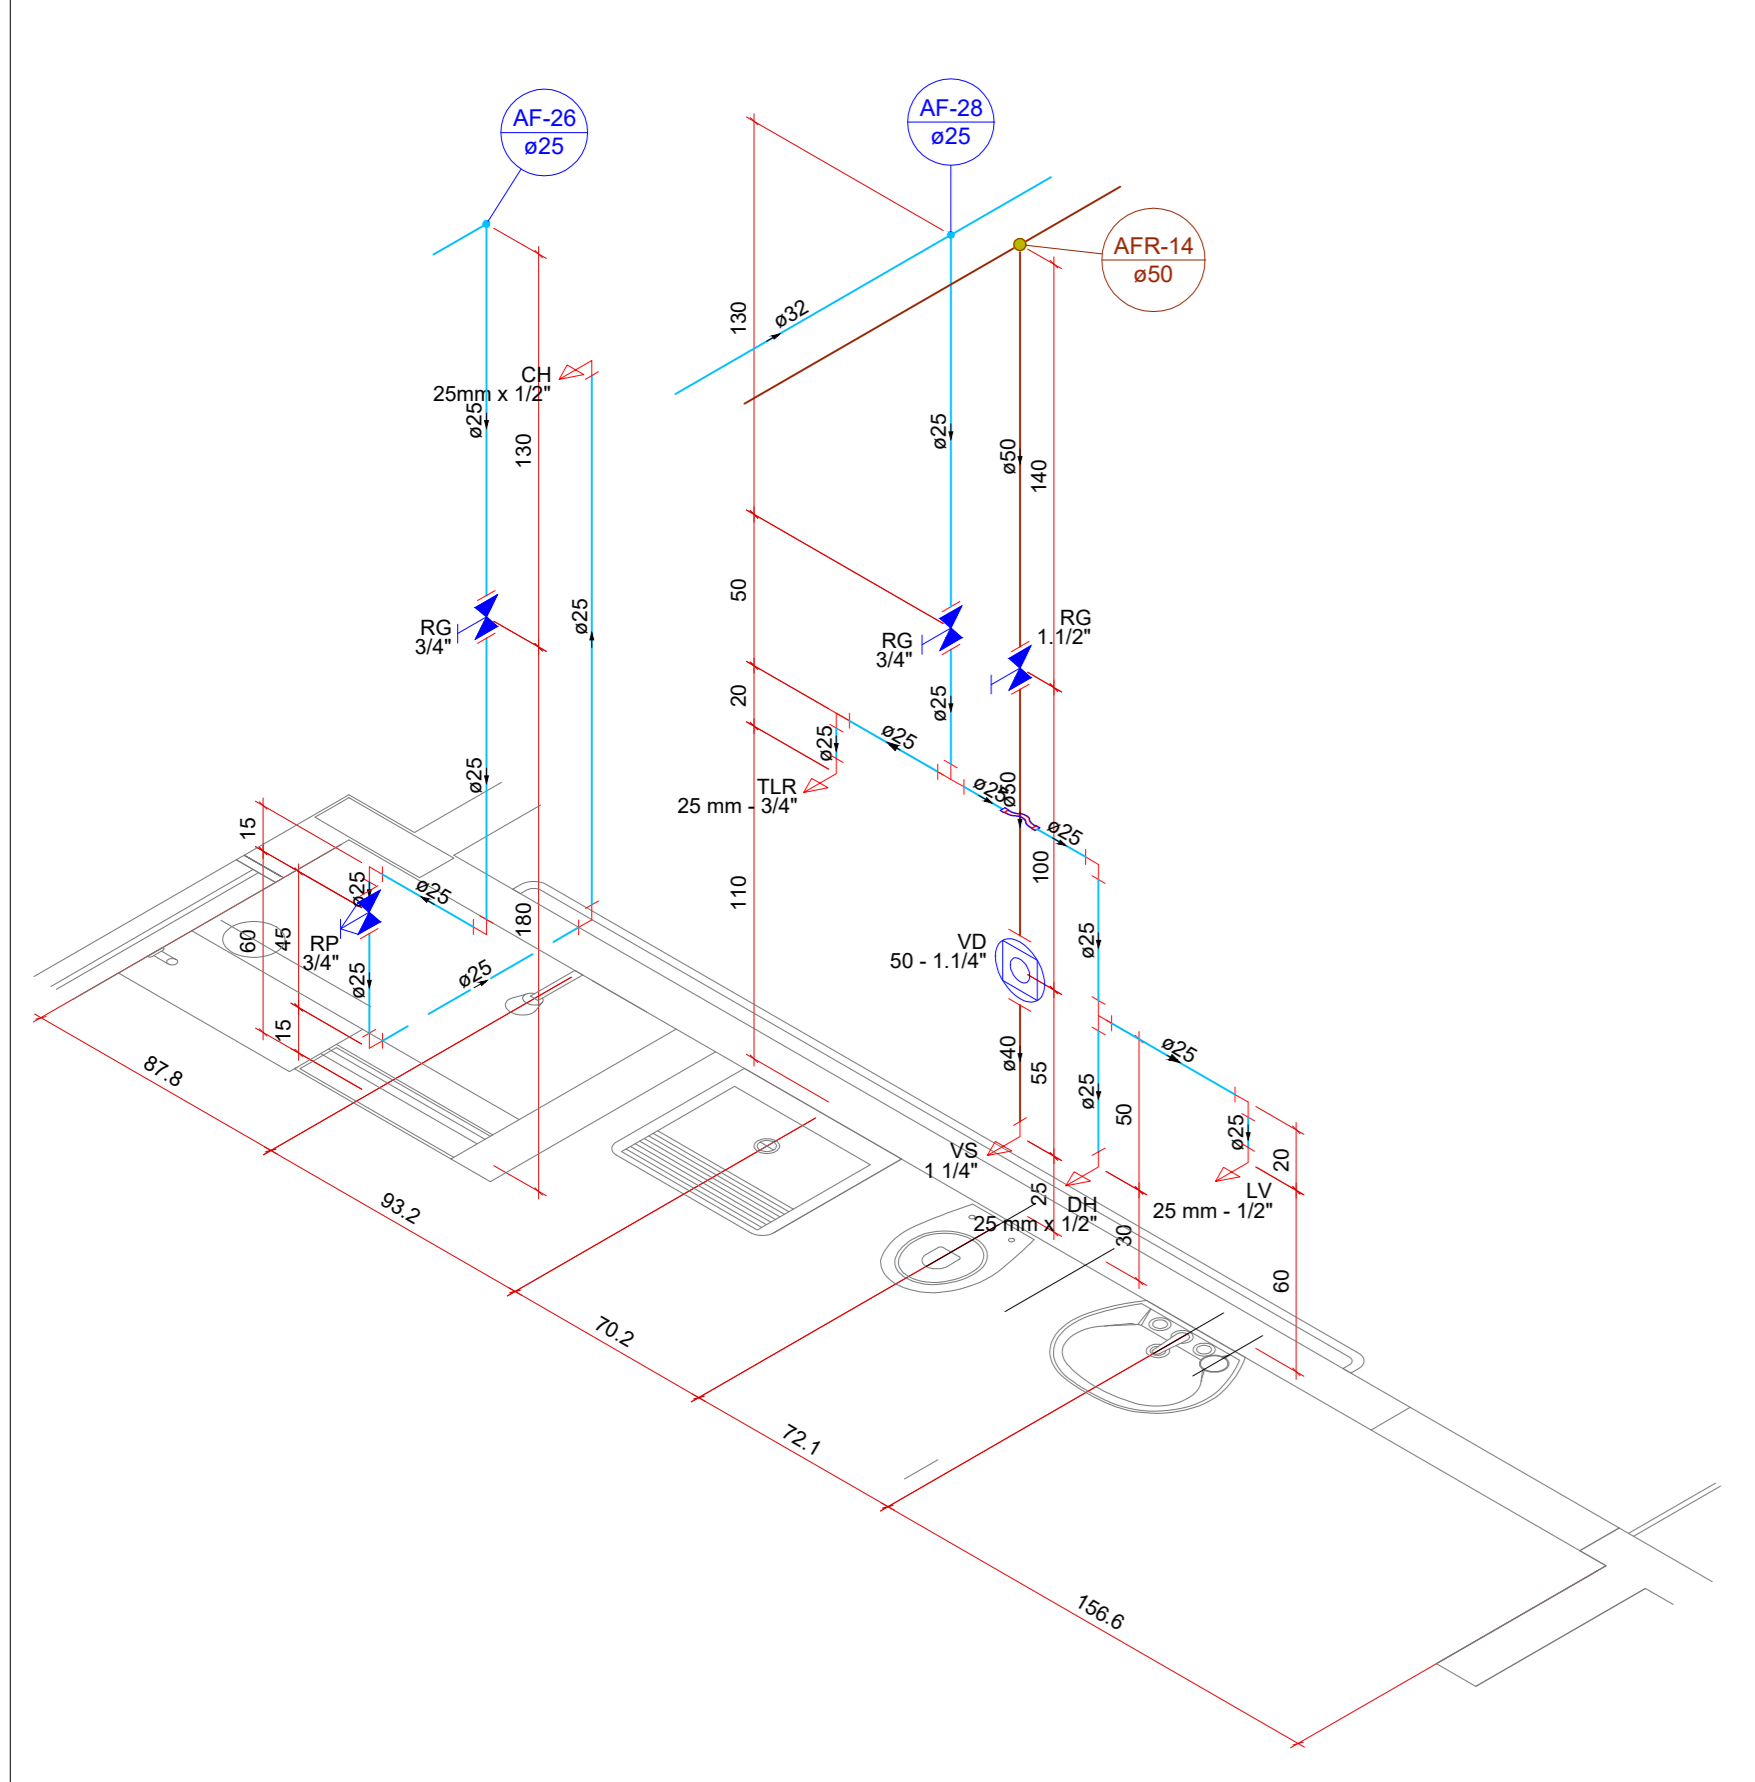 AF-26
ø25
AF-28
ø25
AFR-14
ø50
130
ø32
CH
25mm x 1/2"
ø25
130
ø25
ø50
140
50
ø25
RG
3/4"
RG
3/4"
RG
1.1/2"
20
ø25
ø25
ø25
TLR
25 mm - 3/4"
ø25
ø25
ø50
ø25
15
ø25
ø25
110
100
180
60
45
RP
3/4"
ø25
ø25
VD
50 - 1.1/4"
ø25
15
87.8
ø40
55
ø25
50
ø25
ø25
20
VS
1 1/4"
25
DH
25 mm x 1/2"
LV
25 mm - 1/2"
30
60
93.2
70.2
72.1
156.6